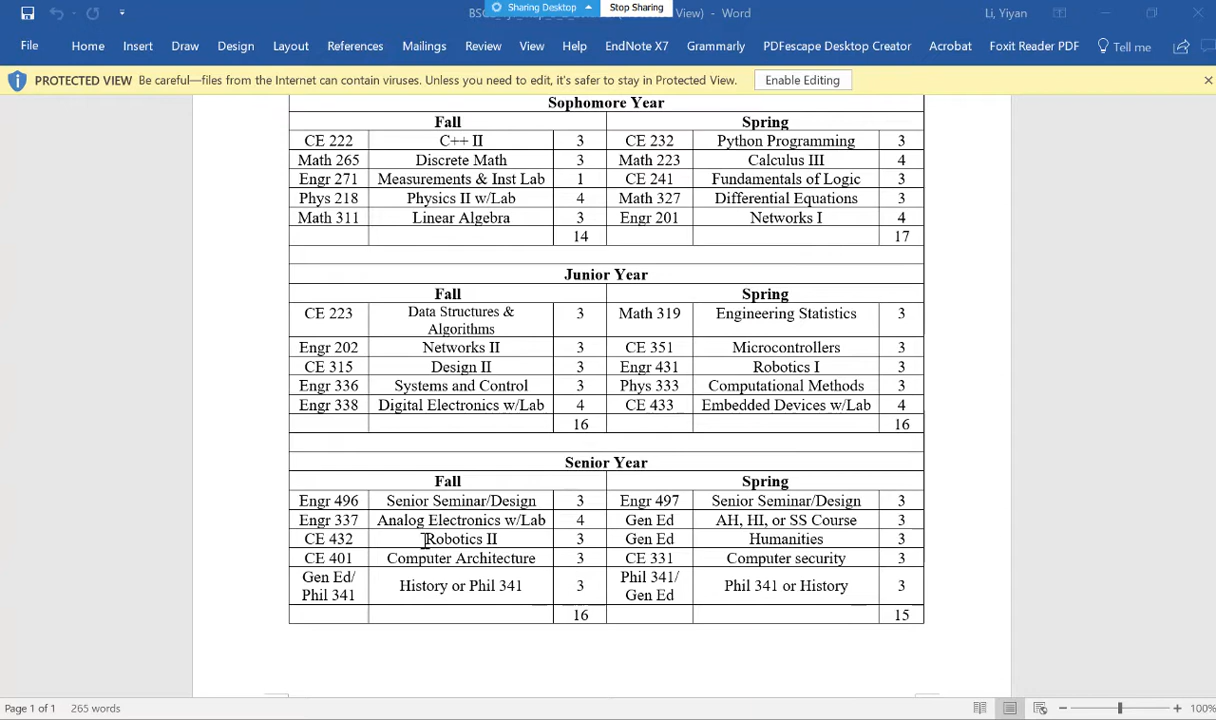 Sharing Desktop Stop Sharing
BSC View) - Word Li, Yiyan
File Home Insert Draw Design Layout References Mailings Review View Help EndNote X7 Grammarly PDFescape Desktop Creator Acrobat Foxit Reader PDF Tell me
PROTECTED VIEW Be careful—files from the Internet can contain viruses. Unless you need to edit, it's safer to stay in Protected View. Enable Editing
Sophomore Year
Fall Spring
CE 222 C++ II 3 CE 232 Python Programming 3
Math 265 Discrete Math 3 Math 223 Calculus III 4
Engr 271 Measurements & Inst Lab 1 CE 241 Fundamentals of Logic 3
Phys 218 Physics II w/Lab 4 Math 327 Differential Equations 3
Math 311 Linear Algebra 3 Engr 201 Networks I 4
14 17
Junior Year
Fall Spring
CE 223 Data Structures & Algorithms 3 Math 319 Engineering Statistics 3
Engr 202 Networks II 3 CE 351 Microcontrollers 3
CE 315 Design II 3 Engr 431 Robotics I 3
Engr 336 Systems and Control 3 Phys 333 Computational Methods 3
Engr 338 Digital Electronics w/Lab 4 CE 433 Embedded Devices w/Lab 4
16 16
Senior Year
Fall Spring
Engr 496 Senior Seminar/Design 3 Engr 497 Senior Seminar/Design 3
Engr 337 Analog Electronics w/Lab 4 Gen Ed AH, HI, or SS Course 3
CE 432 Robotics II 3 Gen Ed Humanities 3
CE 401 Computer Architecture 3 CE 331 Computer security 3
Gen Ed/ Phil 341 History or Phil 341 3 Phil 341/ Gen Ed Phil 341 or History 3
16 15
Page 1 of 1 265 words 100%